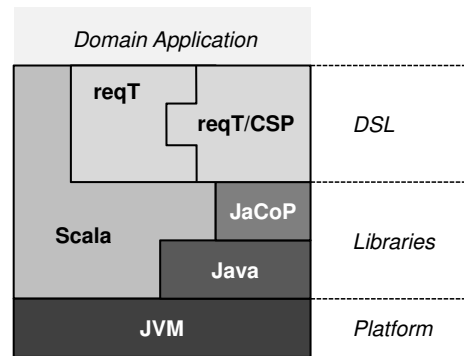 Domain Application
reqT
reqT/CSP
DSL
JaCoP
Scala
Libraries
Java
JVM
Platform